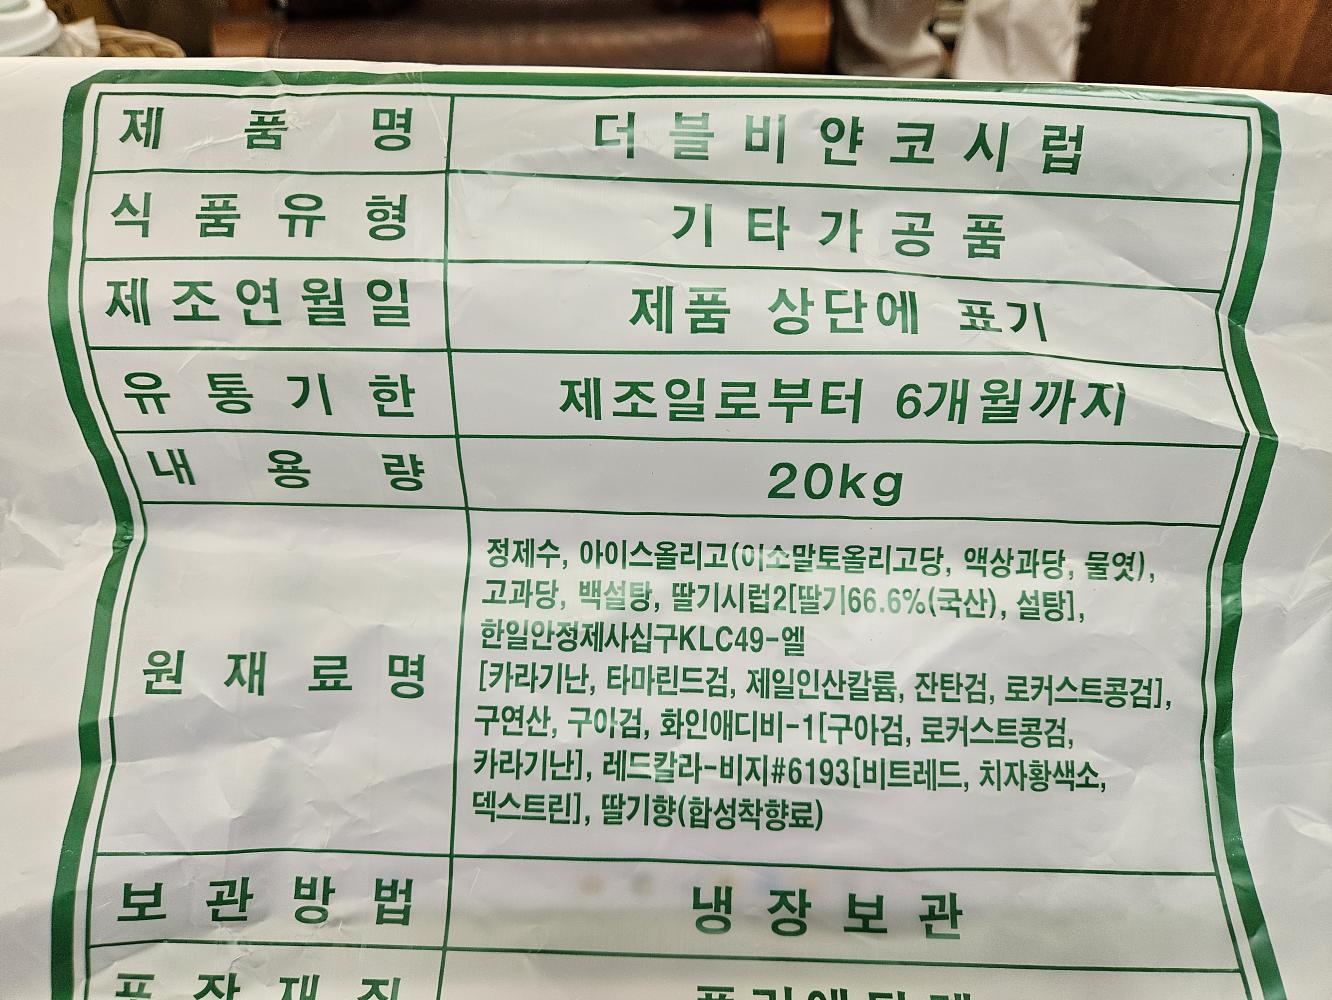 제품명 더블비얀코시럽
식품유형 기타가공품
제조연월일 제품 상단에 표기
유통기한 제조일로부터 6개월까지
내용량 20kg
원재료명
정제수, 아이스올리고(이소말토올리고당, 액상과당, 물엿),
고과당, 백설탕, 딸기시럽2[딸기66.6%(국산), 설탕],
한일안정제사십구KLC49-엘
[카라기난, 타마린드검, 제일인산칼륨, 잔탄검, 로커스트콩검],
구연산, 구아검, 화인애디비-1[구아검, 로커스트콩검,
카라기난], 레드칼라-비지#6193[비트레드, 치자황색소,
덱스트린], 딸기향(합성착향료)
보관방법 냉장보관
포장재질 폴리에틸렌